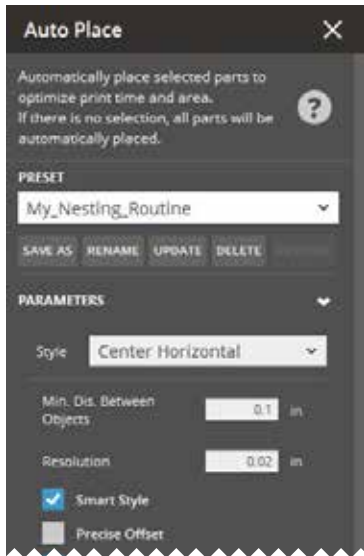 Auto Place
Automatically place selected parts to
optimize print time and area.
If there is no selection, all parts will be
automatically placed.
?
PRESET
My_Nesting_Routine
SAVE AS RENAME UPDATE DELETE
PARAMETERS
Style Center Horizontal
Min. Dis. Between
Objects 0.1 in
Resolution 0.02 in
Smart Style
Precise Offset